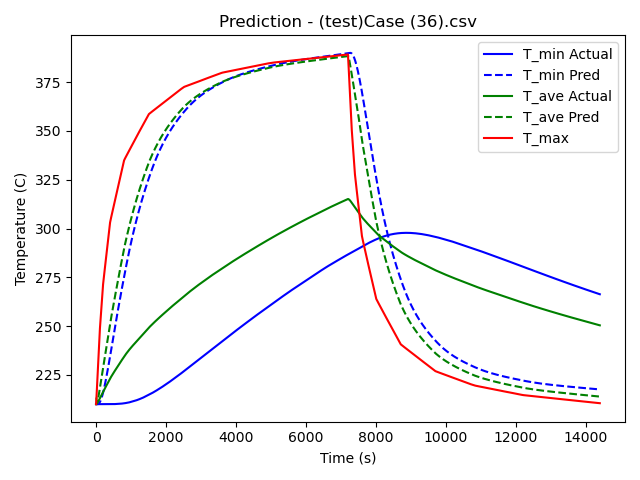 Prediction - (test)Case (36).csv
T_min Actual
T_min Pred
T_ave Actual
T_ave Pred
T_max
Temperature (C)
375
350
325
300
275
250
225
0 2000 4000 6000 8000 10000 12000 14000
Time (s)